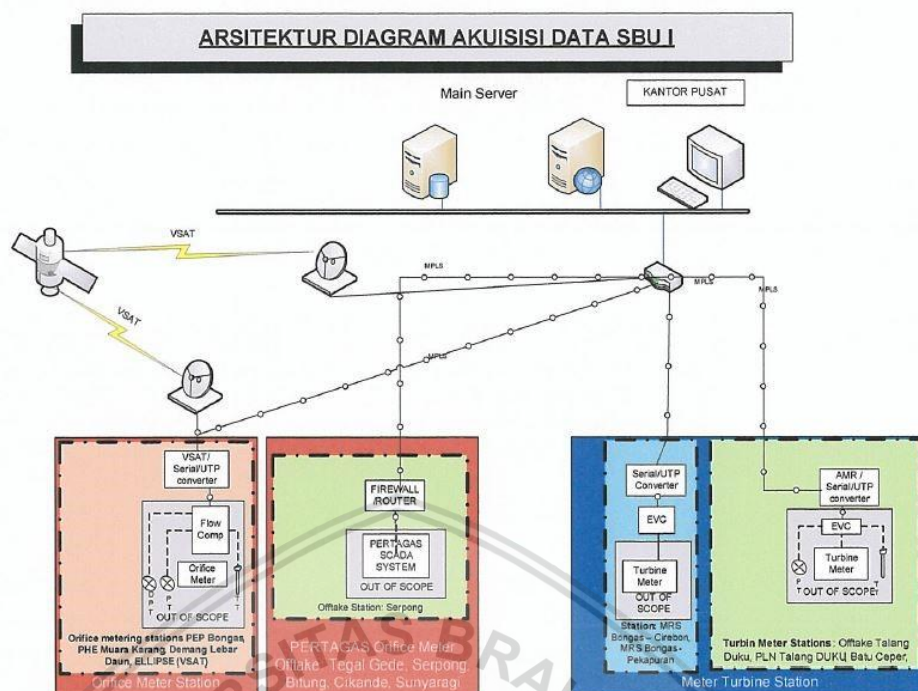 ARSITEKTUR DIAGRAM AKUISISI DATA SBU I
Main Server
KANTOR PUSAT
VSAT
VSAT
MPLS
MPLS
MPLS
MPLS
VSAT/
Serial/UTP
converter
Flow
Comp
Orifice
Meter
D P T
P T
T
OUT OF SCOPE
Orifice metering stations PEP Bongas,
PHE Muara Karang, Demang Lebar
Daun, ELLIPSE (VSAT)
Orifice Meter Station
FIREWALL
/ROUTER
PERTAGAS
SCADA
SYSTEM
OUT OF SCOPE
Offtake Station: Serpong
PERTAGAS Orifice Meter
Offtake : Tegal Gede, Serpong,
Bitung, Cikande, Sunyaragi
Serial/UTP
Converter
EVC
Turbine
Meter
OUT OF
SCOPE
Station: MRS
Bongas - Cirebon,
MRS Bongas -
Pekapuran
AMR /
Serial/UTP
converter
EVC
Turbine
Meter
P T
T
OUT OF SCOPE
Turbin Meter Stations : Offtake Talang
Duku, PLN Talang DUKU, Batu Ceper,
Meter Turbine Station
SITAS BRA